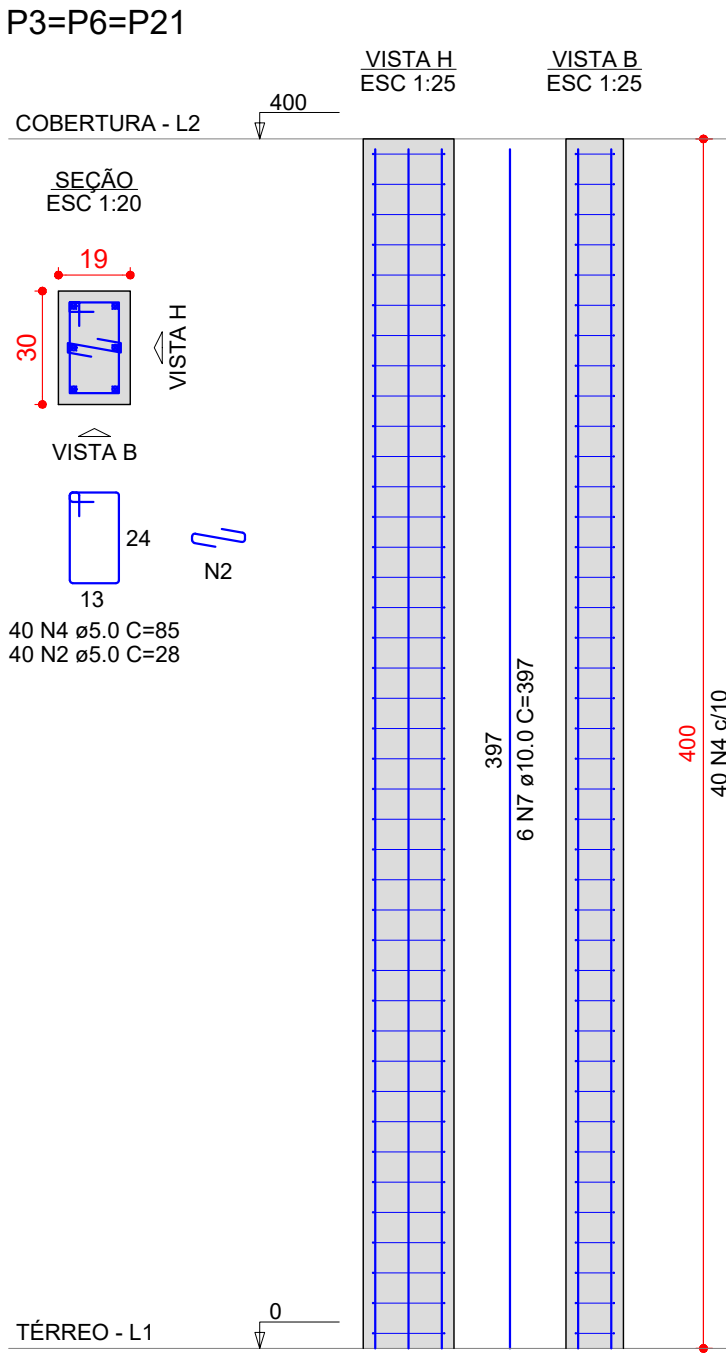 P3=P6=P21
VISTA H
ESC 1:25
VISTA B
ESC 1:25
COBERTURA - L2
400
SEÇÃO
ESC 1:20
19
30
VISTA H
VISTA B
24
13
N2
40 N4 ø5.0 C=85
40 N2 ø5.0 C=28
397
6 N7 ø10.0 C=397
400
40 N4 c/10
TÉRREO - L1
0